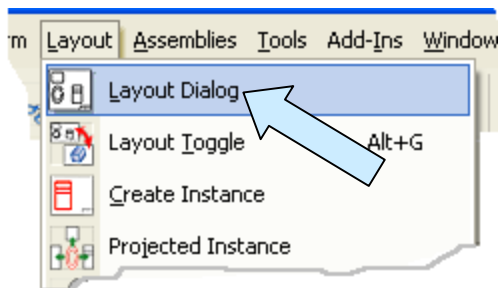 rm Layout Assemblies Tools Add-Ins Window
Layout Dialog
Layout Toggle Alt+G
Create Instance
Projected Instance